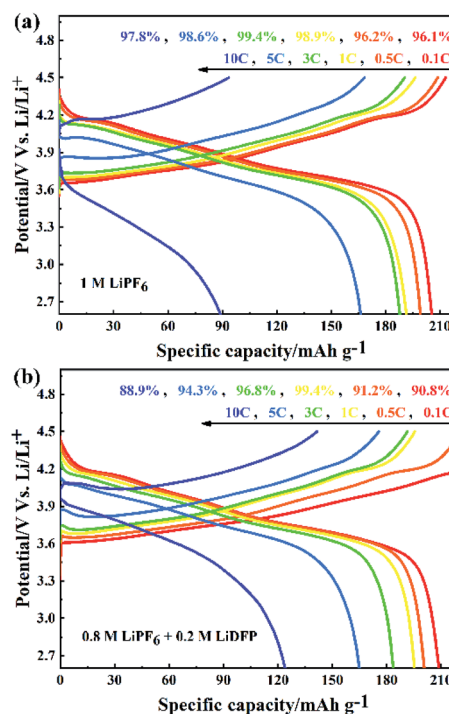 (a)
97.8% , 98.6% , 99.4% , 98.9% , 96.2% , 96.1%
10C , 5C , 3C , 1C , 0.5C , 0.1C
4.8
4.5
4.2
3.9
3.6
3.3
3.0
2.7
Potential/V Vs. Li/Li+
1 M LiPF6
0 30 60 90 120 150 180 210
Specific capacity/mAh g-1
(b)
88.9% , 94.3% , 96.8% , 99.4% , 91.2% , 90.8%
10C , 5C , 3C , 1C , 0.5C , 0.1C
4.8
4.5
4.2
3.9
3.6
3.3
3.0
2.7
Potential/V Vs. Li/Li+
0.8 M LiPF6 + 0.2 M LiDFP
0 30 60 90 120 150 180 210
Specific capacity/mAh g-1